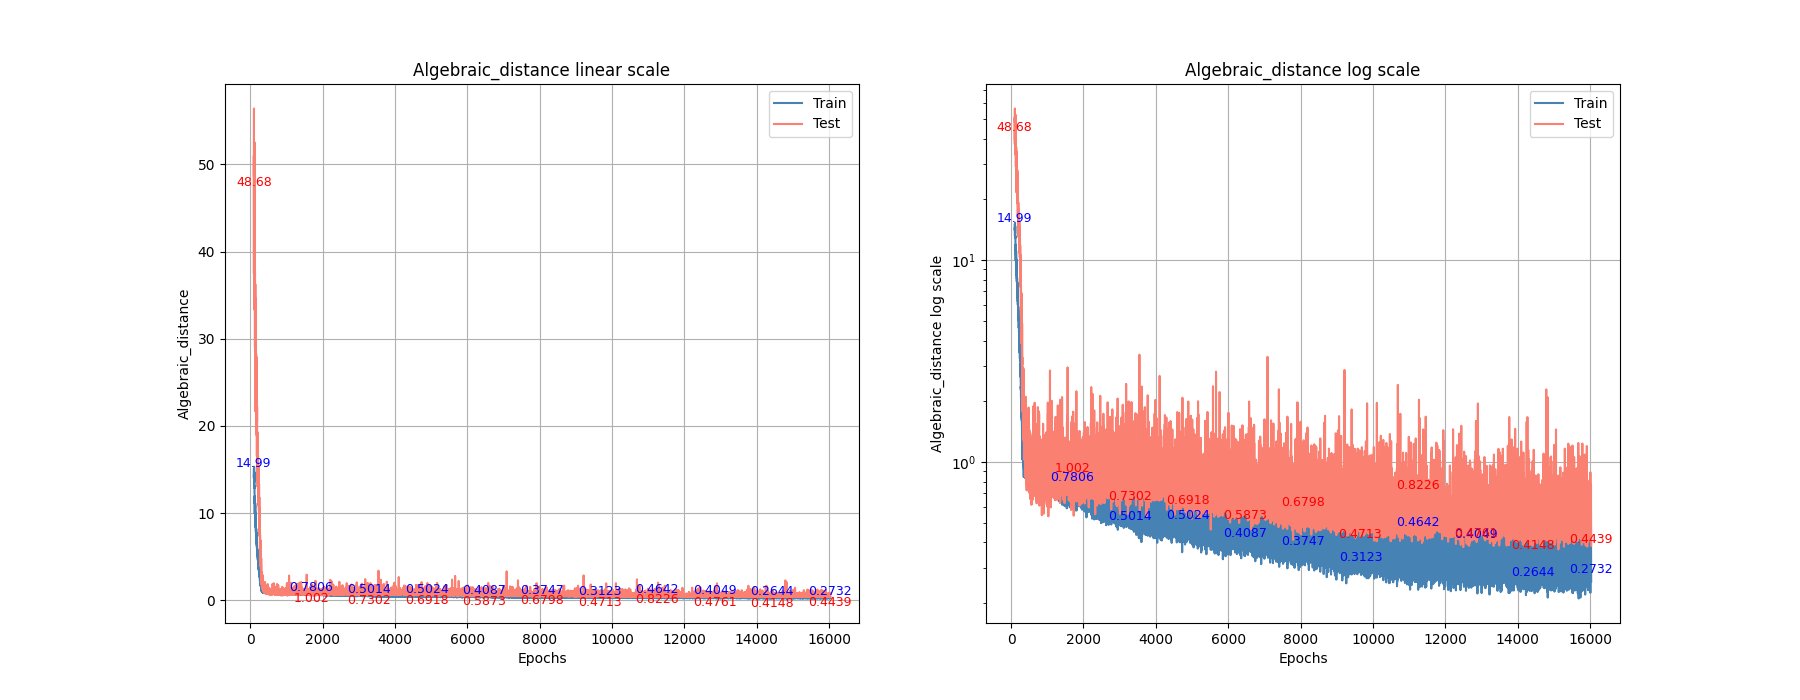 Algebraic_distance linear scale
Algebraic_distance
50
40
30
20
10
0
0 2000 4000 6000 8000 10000 12000 14000 16000
Epochs
Train
Test
48.68
14.99
0.7806 0.5014 0.5024 0.4087 0.3747 0.3123 0.4642 0.4049 0.2644 0.2732
1.002 0.7302 0.6918 0.5873 0.6798 0.4713 0.8226 0.4761 0.4148 0.4439
Algebraic_distance log scale
Algebraic_distance log scale
10¹
10⁰
0 2000 4000 6000 8000 10000 12000 14000 16000
Epochs
Train
Test
48.68
14.99
1.002 0.7302 0.6918 0.5873 0.6798 0.4713 0.8226 0.4761 0.4148 0.4439
0.7806 0.5014 0.5024 0.4087 0.3747 0.3123 0.4642 0.4049 0.2644 0.2732